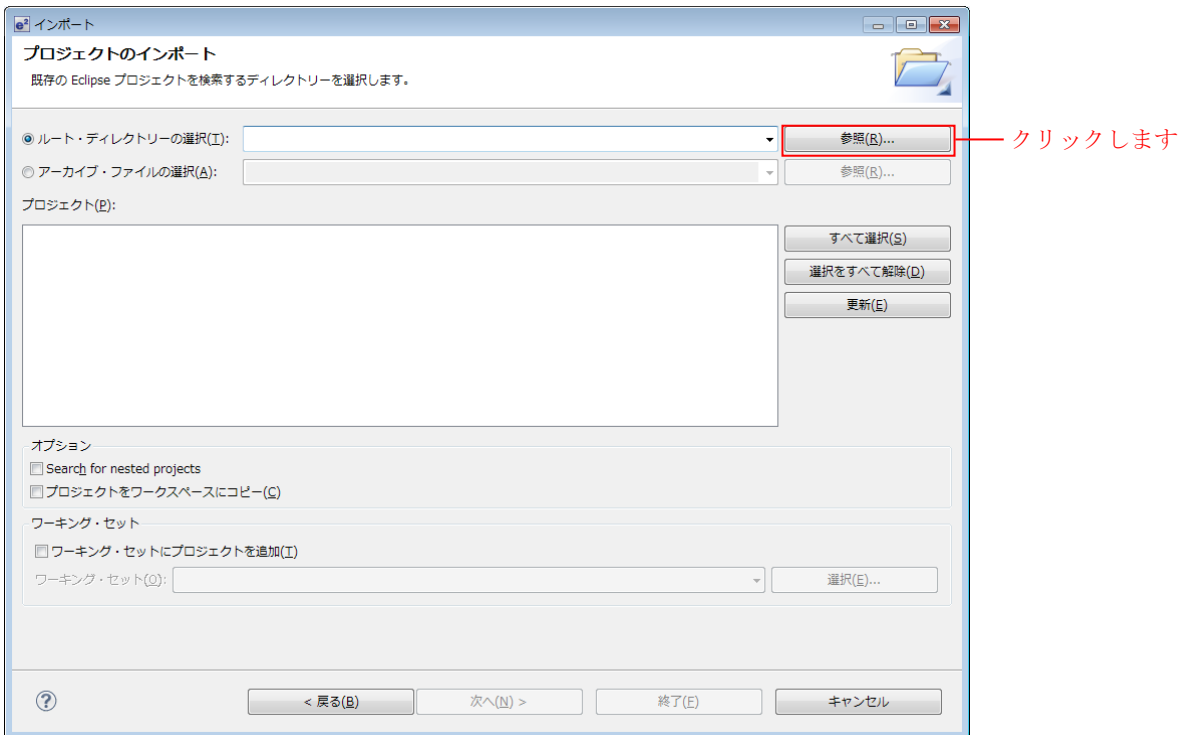 e² インポート
プロジェクトのインポート
既存の Eclipse プロジェクトを検索するディレクトリーを選択します。
ルート・ディレクトリーの選択(T): 参照(R)... クリックします
アーカイブ・ファイルの選択(A): 参照(R)...
プロジェクト(P):
すべて選択(S)
選択をすべて解除(D)
更新(E)
オプション
Search for nested projects
プロジェクトをワークスペースにコピー(C)
ワーキング・セット
ワーキング・セットにプロジェクトを追加(T)
ワーキング・セット(O): 選択(E)...
? < 戻る(B) 次へ(N) > 終了(F) キャンセル